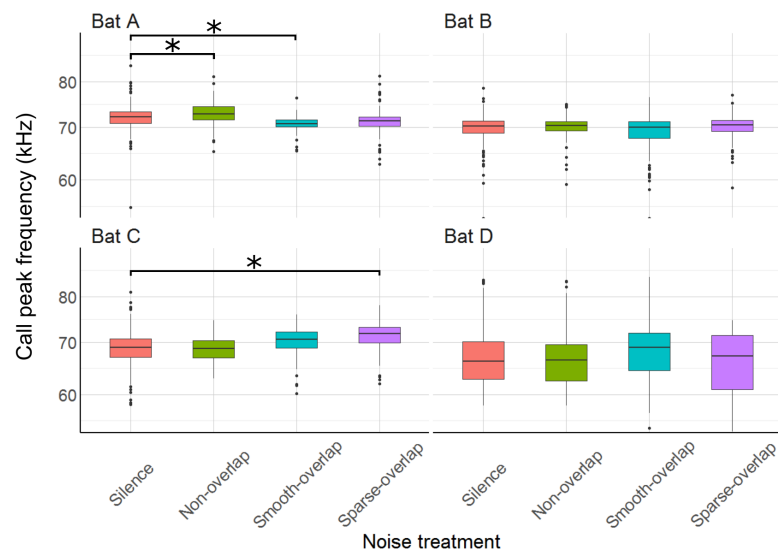 Bat A
Bat B
*
*
80
70
60
Bat C
Bat D
*
80
70
60
Call peak frequency (kHz)
Silence
Non-overlap
Smooth-overlap
Sparse-overlap
Silence
Non-overlap
Smooth-overlap
Sparse-overlap
Noise treatment